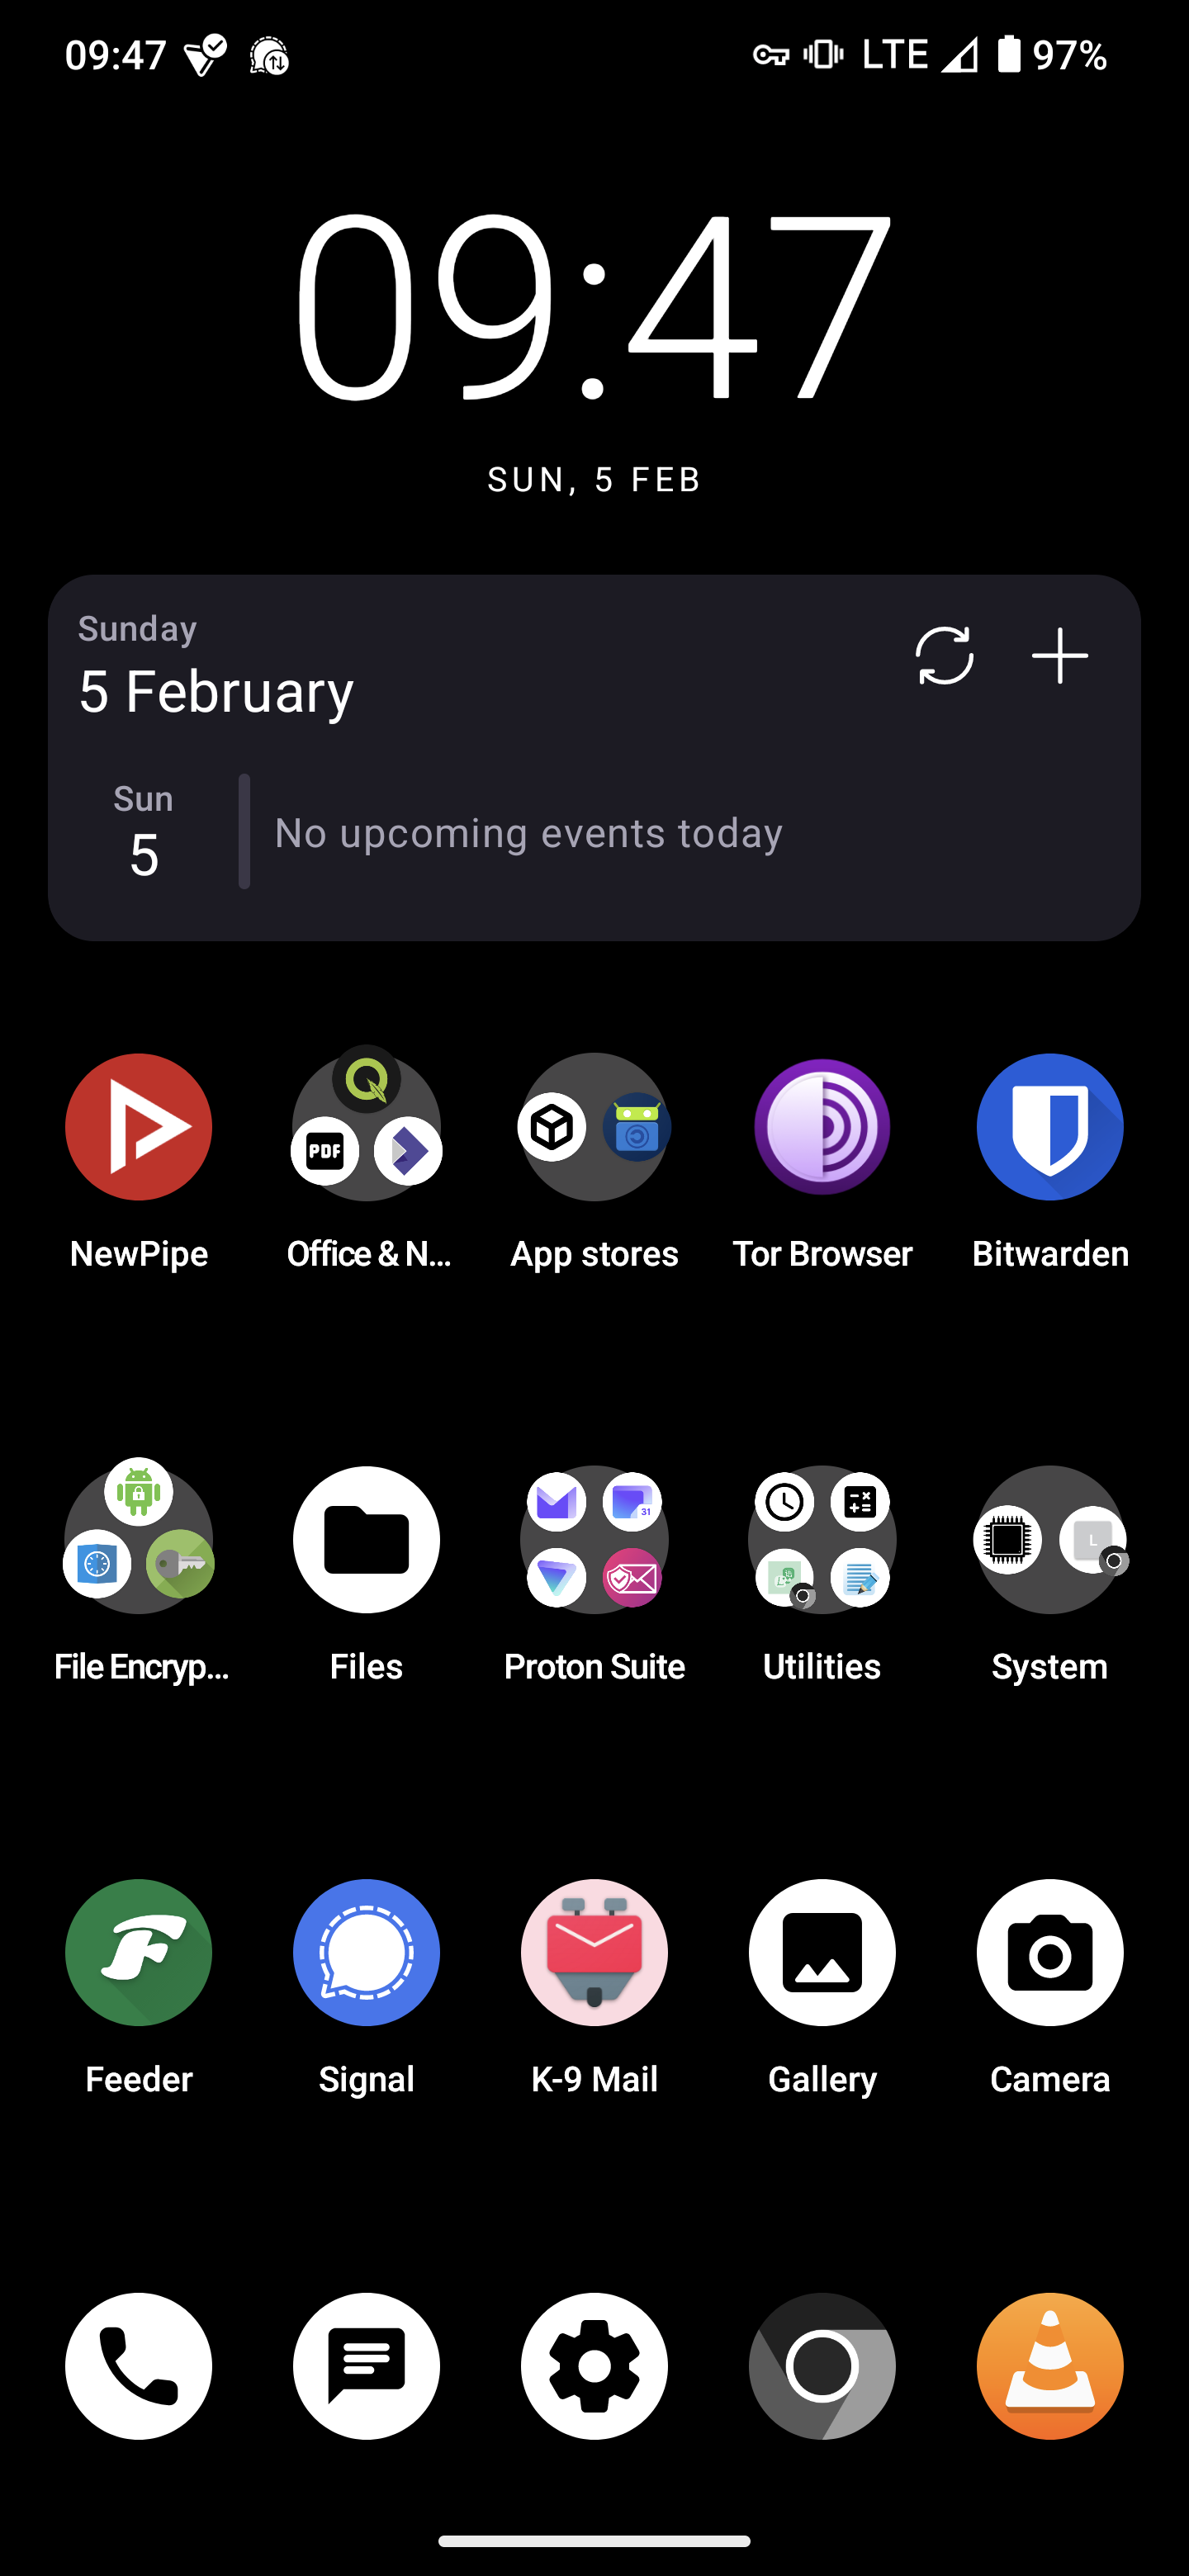 09:47 LTE 97%
09:47
SUN, 5 FEB
Sunday
5 February
Sun
5
No upcoming events today
PDF
NewPipe Office & N... App stores Tor Browser Bitwarden
31
L
File Encryp... Files Proton Suite Utilities System
Feeder Signal K-9 Mail Gallery Camera